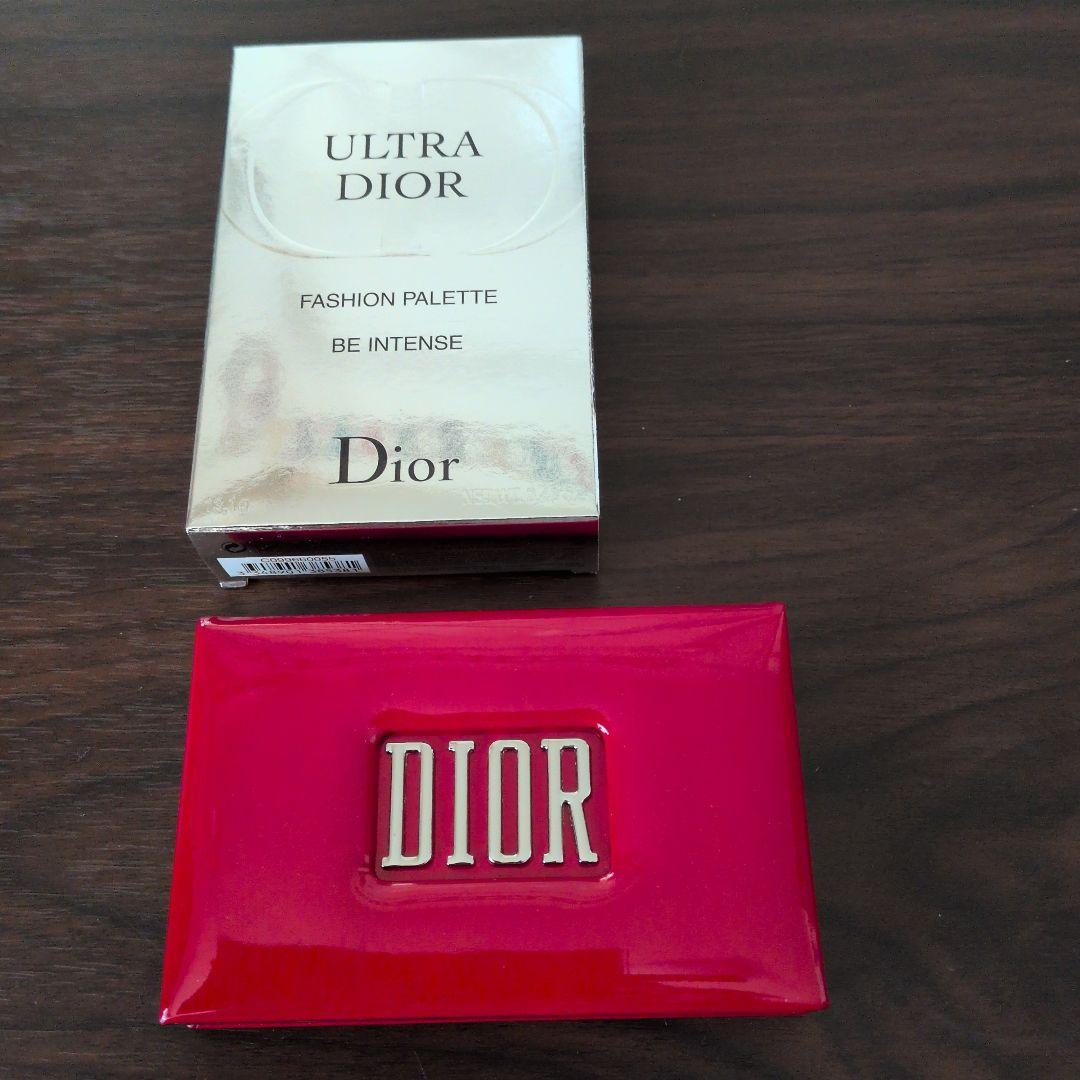 ULTRA
DIOR
FASHION PALETTE
BE INTENSE
Dior
DIOR